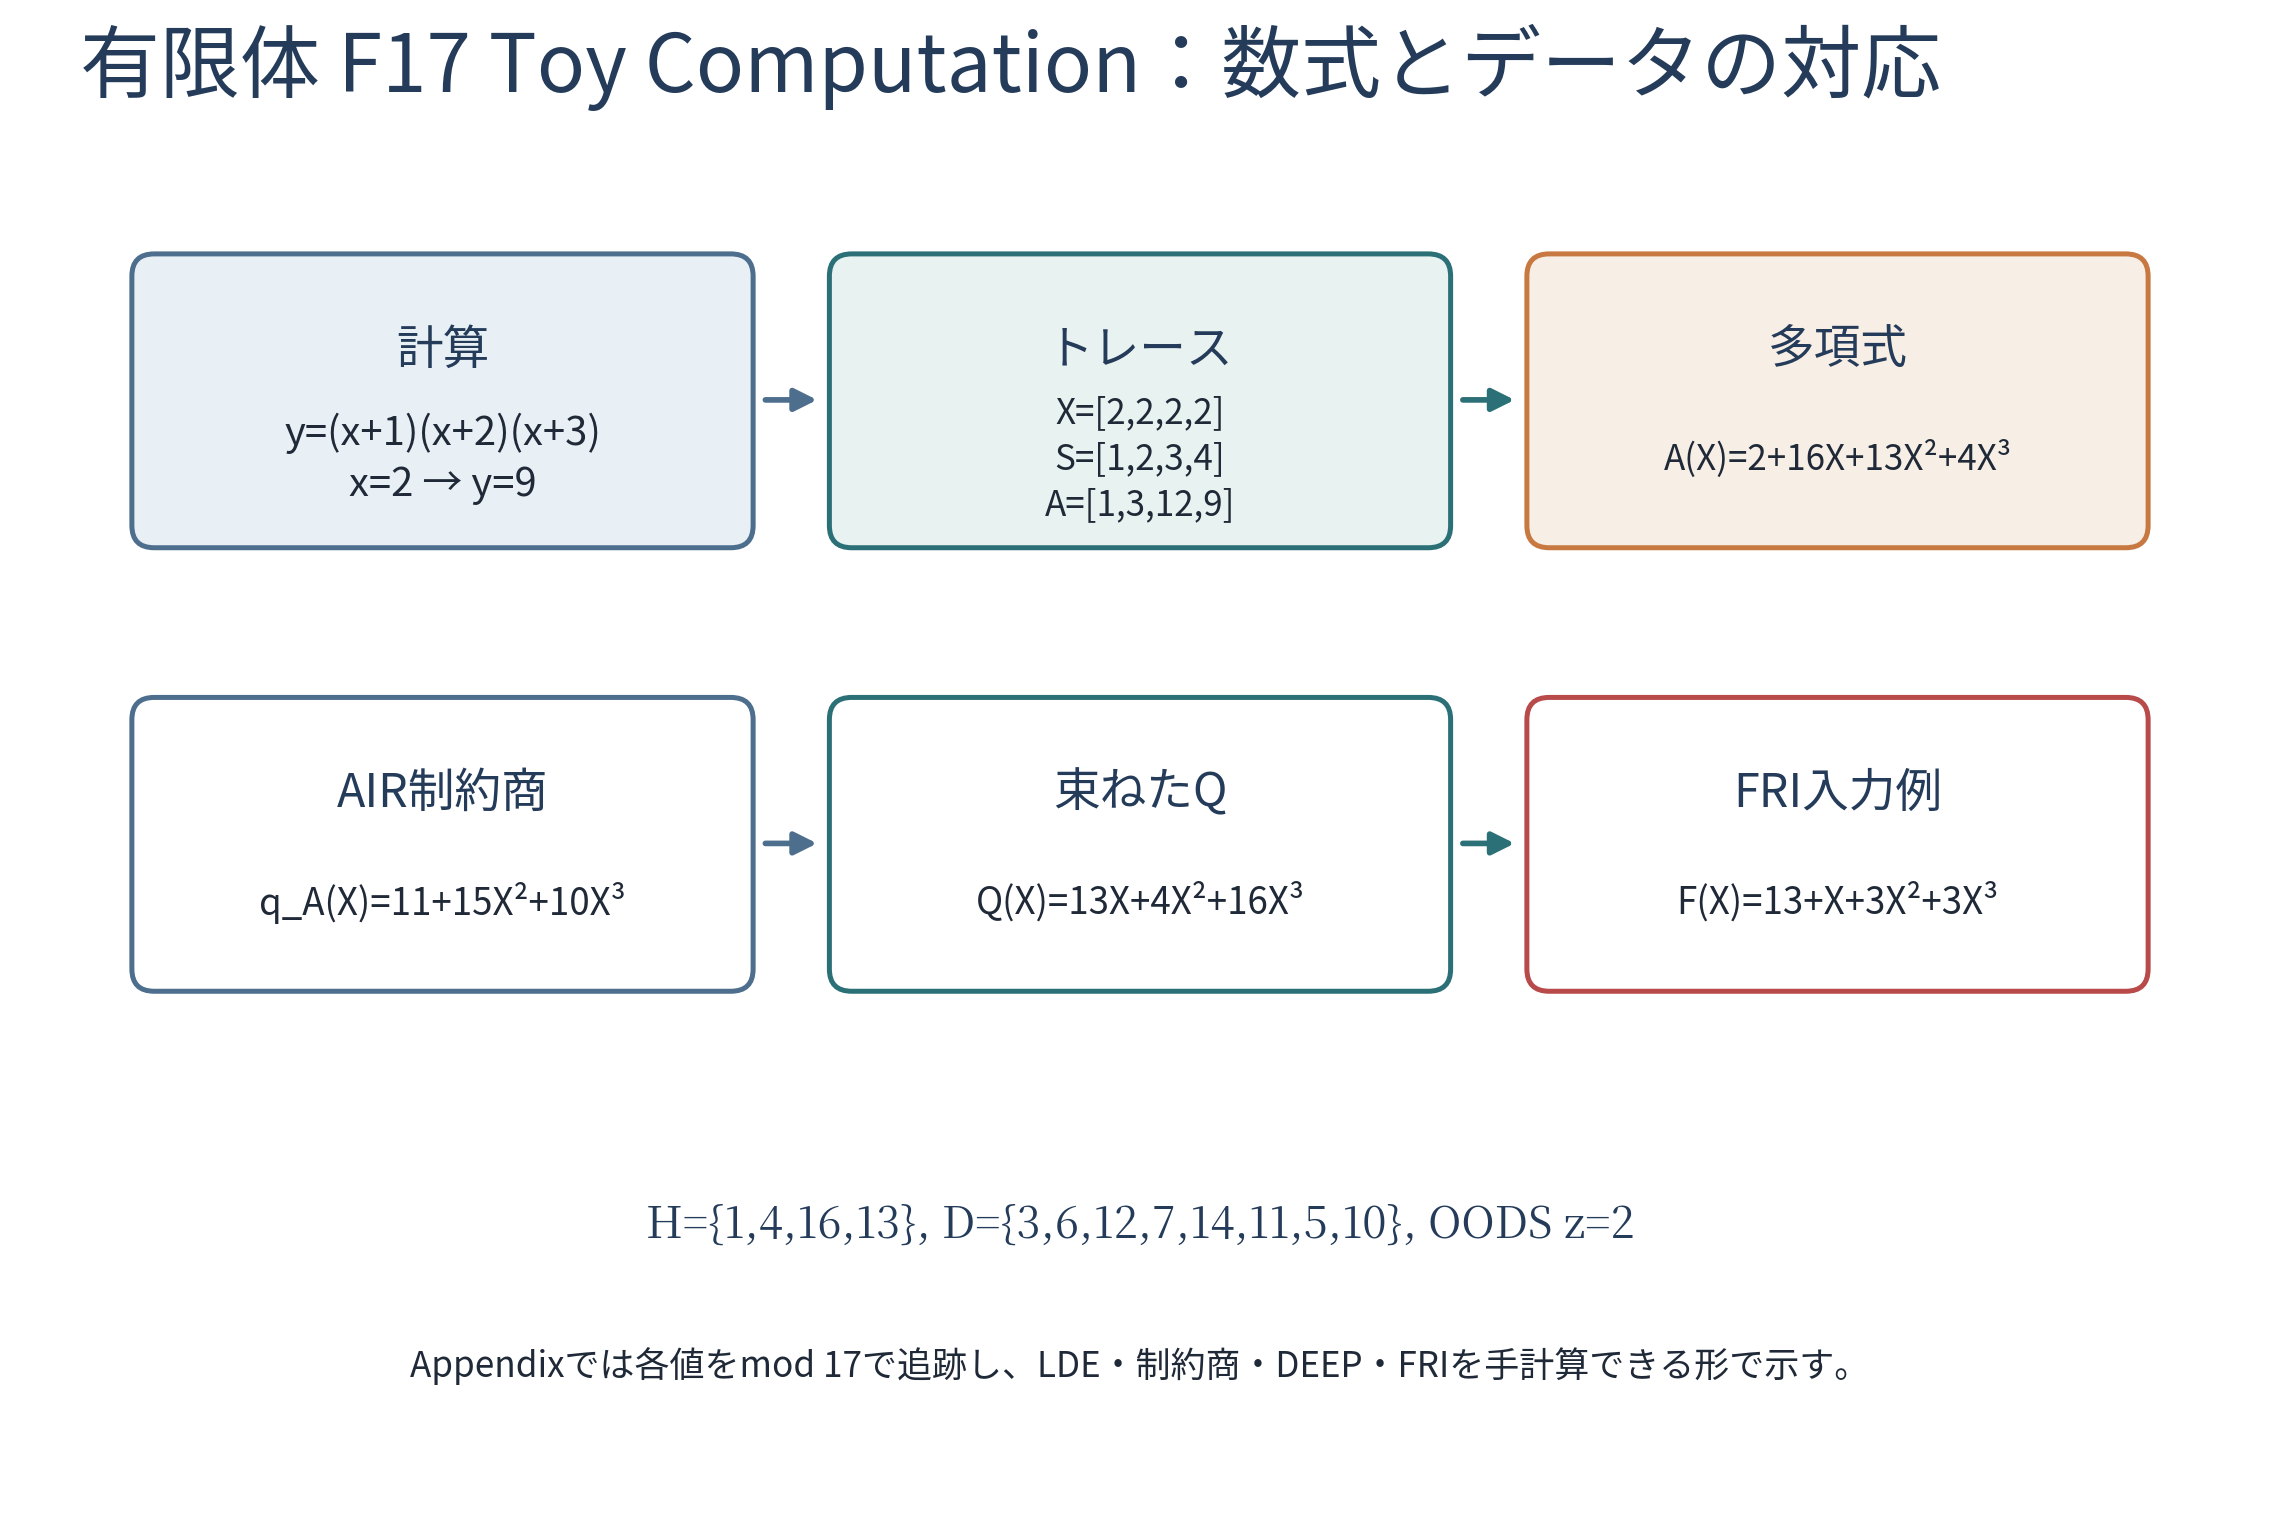 有限体 F17 Toy Computation：数式とデータの対応
計算
y=(x+1)(x+2)(x+3)
x=2 → y=9
トレース
X=[2,2,2,2]
S=[1,2,3,4]
A=[1,3,12,9]
多項式
A(X)=2+16X+13X²+4X³
AIR制約商
q_A(X)=11+15X²+10X³
束ねたQ
Q(X)=13X+4X²+16X³
FRI入力例
F(X)=13+X+3X²+3X³
H={1,4,16,13}, D={3,6,12,7,14,11,5,10}, OODS z=2
Appendixでは各値をmod 17で追跡し、LDE・制約商・DEEP・FRIを手計算できる形で示す。